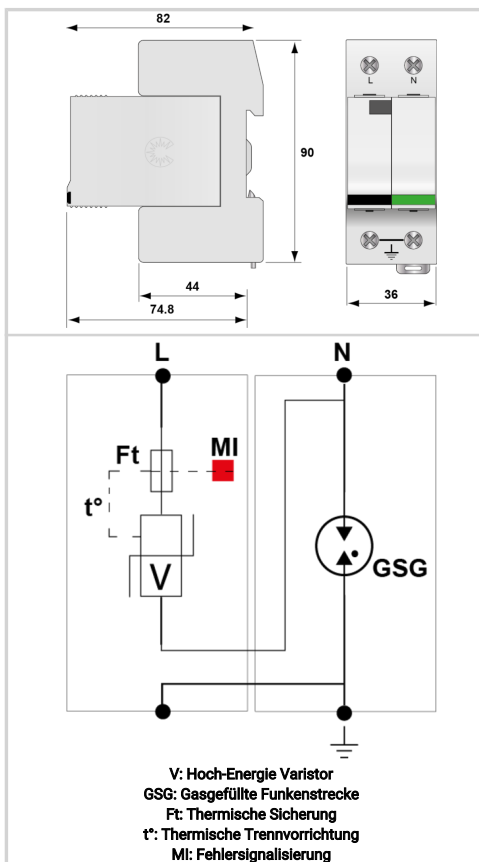 82
L N
90
44
74.8
36
L N
Ft MI
t°
V
GSG
V: Hoch-Energie Varistor
GSG: Gasgefüllte Funkenstrecke
Ft: Thermische Sicherung
t°: Thermische Trennvorrichtung
MI: Fehlersignalisierung